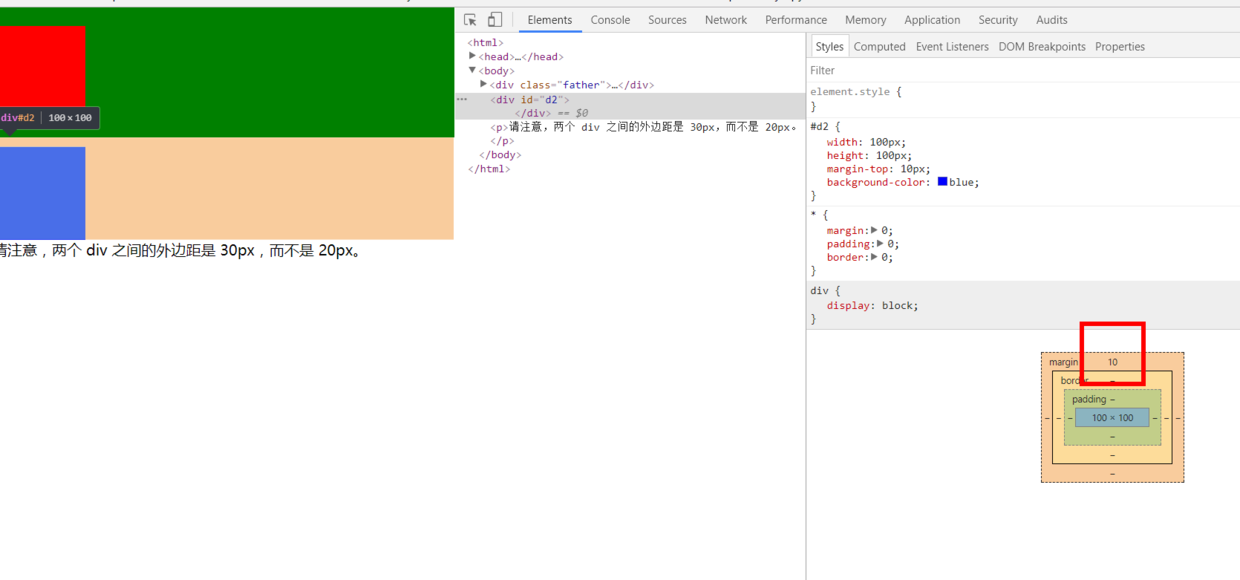 div#d2 | 100×100
请注意，两个 div 之间的外边距是 30px，而不是 20px。
Elements Console Sources Network Performance Memory Application Security Audits
<html>
▶<head>…</head>
▼<body>
▶<div class="father">…</div>
… <div id="d2">
</div> == $0
<p>请注意，两个 div 之间的外边距是 30px，而不是 20px。
</p>
</body>
</html>
Styles Computed Event Listeners DOM Breakpoints Properties
Filter
element.style {
}
#d2 {
width: 100px;
height: 100px;
margin-top: 10px;
background-color: blue;
}
* {
margin:▶ 0;
padding:▶ 0;
border:▶ 0;
}
div {
display: block;
}
margin 10
border –
padding –
– – – 100 × 100 – – –
–
–
–